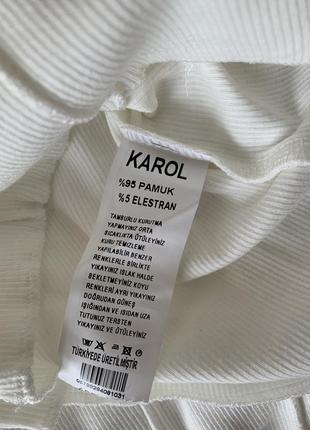 KAROL
%95 PAMUK
%5 ELESTRAN
TAMBURLU KURUTMA
YAPMAYINIZ ORTA
SICAKLIKTA ÜTÜLEYİNİZ
KURU TEMİZLEME
YAPILABİLİR BENZER
RENKLERLE BİRLİKTE
YIKAYINIZ ISLAK HALDE
BEKLETMEYİNİZ KOYU
RENKLERİ AYRI YIKAYINIZ
DOĞRUDAN GÜNEŞ
IŞIĞINDAN VE ISIDAN UZA
TUTUNUZ TERSTEN
YIKAYINIZ VE ÜTÜLEYİNİZ
TÜRKİYEDE ÜRETİLMİŞTİR